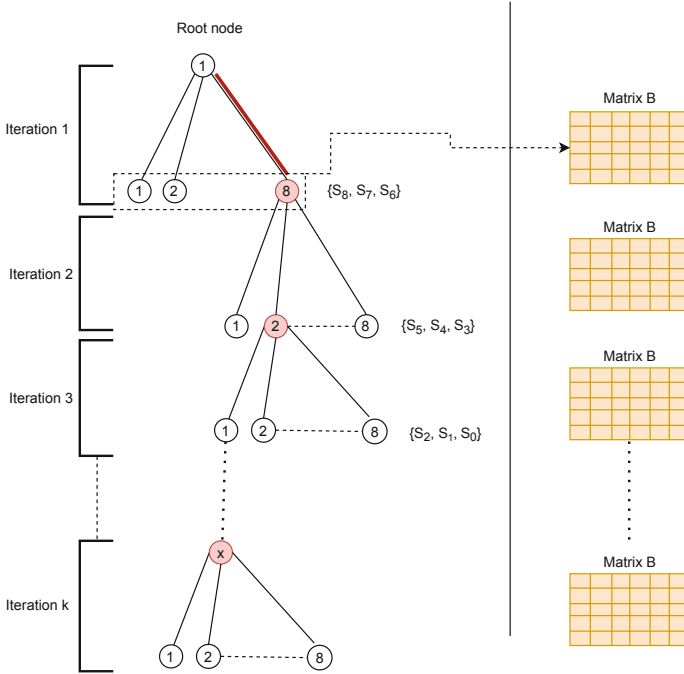 Root node
1
Iteration 1
Matrix B
1 2 8 {S₈, S₇, S₆}
Matrix B
Iteration 2
1 2 8 {S₅, S₄, S₃}
Matrix B
Iteration 3
1 2 8 {S₂, S₁, S₀}
x
Matrix B
Iteration k
1 2 8